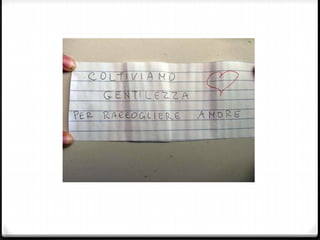 COLTIVIAMO
GENTILEZZA
PER RACCOGLIERE AMORE